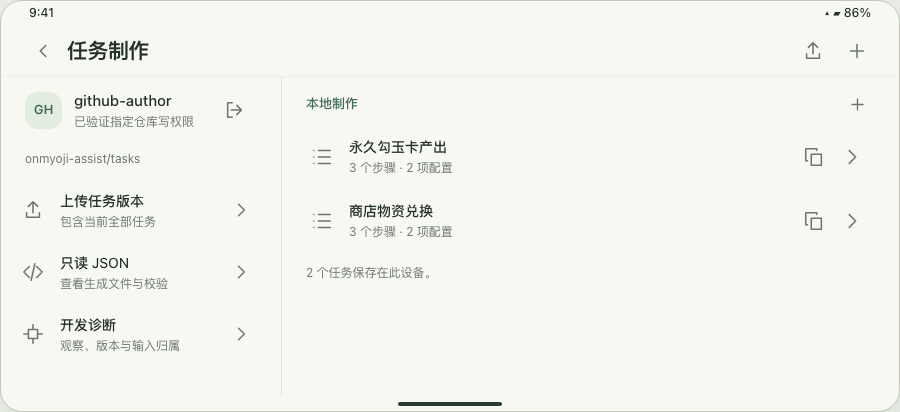 9:41
86%
任务制作
GH
github-author
已验证指定仓库写权限
onmyoji-assist/tasks
上传任务版本
包含当前全部任务
只读 JSON
查看生成文件与校验
开发诊断
观察、版本与输入归属
本地制作
永久勾玉卡产出
3 个步骤 · 2 项配置
商店物资兑换
3 个步骤 · 2 项配置
2 个任务保存在此设备。